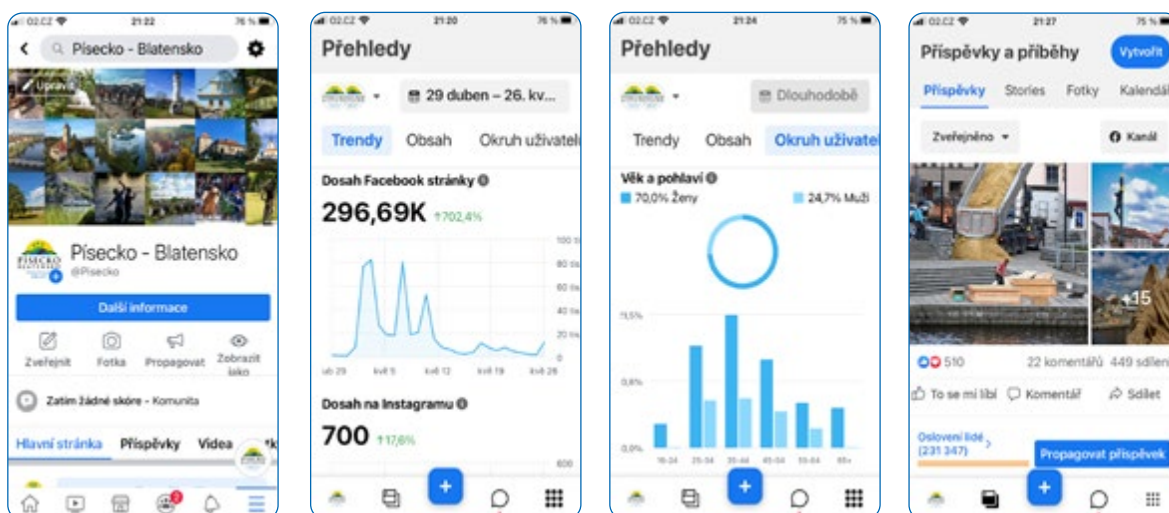 O2.CZ 21:22 76 %
Písecko - Blatensko
Upravit
Písecko - Blatensko
@Pisecko
Další informace
Zveřejnit Fotka Propagovat Zobrazit jako
Zatím žádné skóre - Komunita
Hlavní stránka Příspěvky Videa
2
O2.CZ 21:20 76 %
Přehledy
29 duben – 26. kv...
Trendy Obsah Okruh uživatel
Dosah Facebook stránky
296,69K ↑702,4%
100 ti
80 tis
60 tis
40 tis
20 tis
0
dub 29 kvě 5 kvě 12 kvě 19 kvě 26
Dosah na Instagramu
700 ↑17,6%
600
O2.CZ 21:24 75 %
Přehledy
Dlouhodobě
Trendy Obsah Okruh uživatel
Věk a pohlaví
70,0% Ženy 24,7% Muži
0,0%
25-34 35-44 45-54 55-64 65+
O2.CZ 21:27 75 %
Příspěvky a příběhy Vytvořit
Příspěvky Stories Fotky Kalendář
Zveřejněno Kanál
+15
510 22 komentářů 449 sdílení
To se mi líbí Komentář Sdílet
Oslovení lidé
(231 347)
Propagovat příspěvek